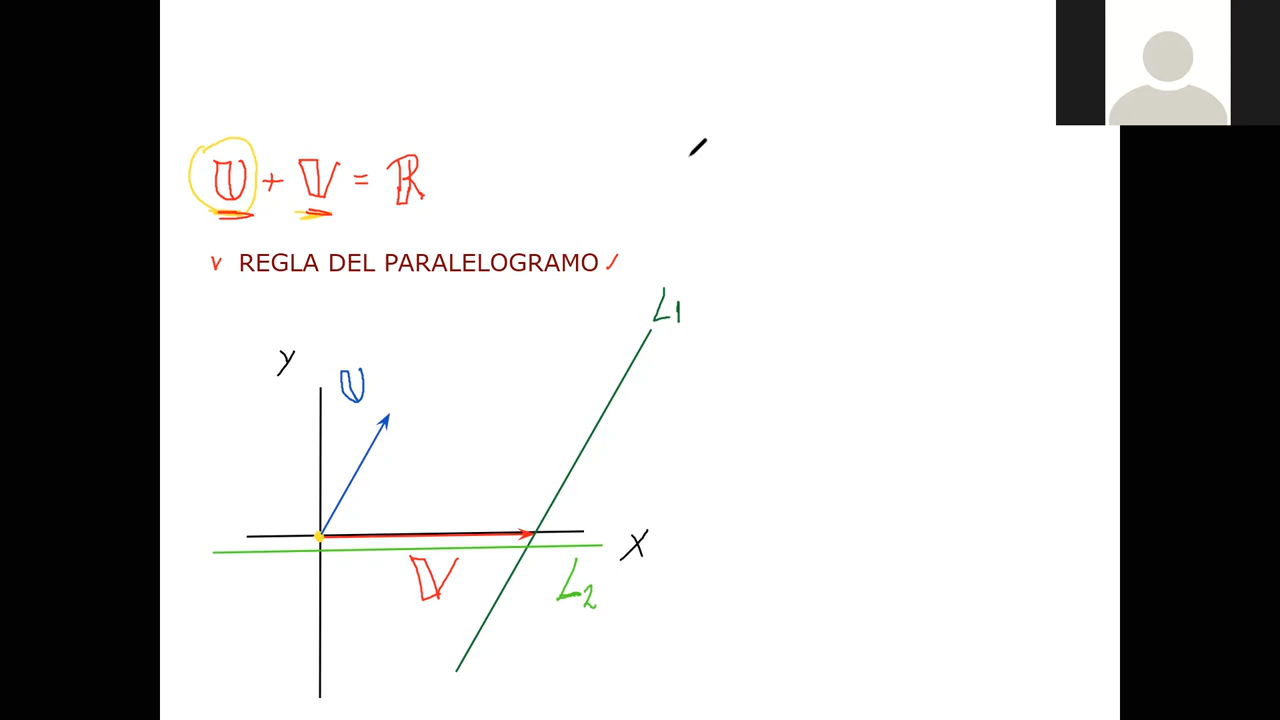 U + V = R
✓ REGLA DEL PARALELOGRAMO ✓
L1
y
U
X
V
L2